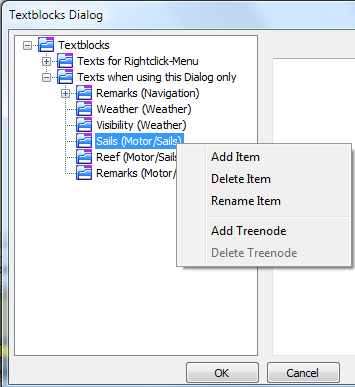 Textblocks Dialog
Textblocks
Texts for Rightclick-Menu
Texts when using this Dialog only
Remarks (Navigation)
Weather (Weather)
Visibility (Weather)
Sails (Motor/Sails)
Reef (Motor/Sails
Remarks (Motor/
Add Item
Delete Item
Rename Item
Add Treenode
Delete Treenode
OK
Cancel